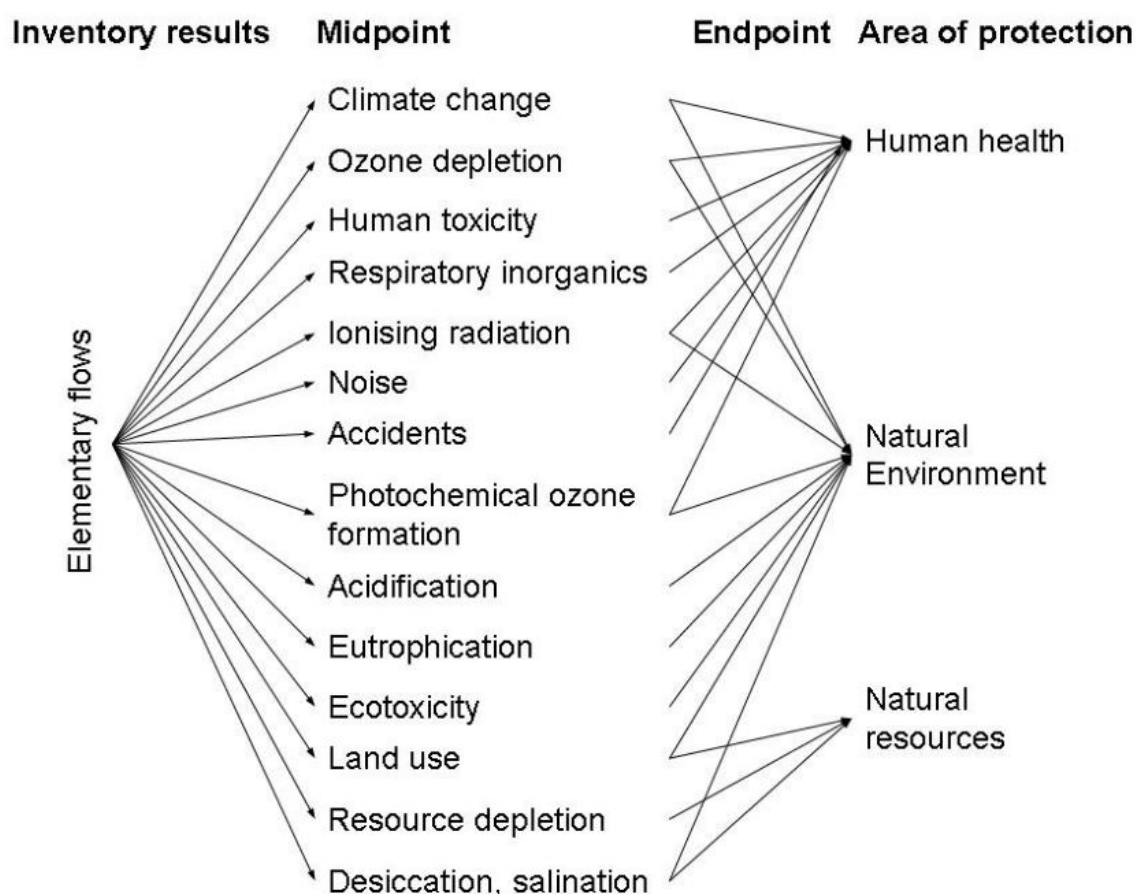 Inventory results Midpoint Endpoint Area of protection
Elementary flows
Climate change
Ozone depletion
Human toxicity
Respiratory inorganics
Ionising radiation
Noise
Accidents
Photochemical ozone
formation
Acidification
Eutrophication
Ecotoxicity
Land use
Resource depletion
Desiccation, salination
Human health
Natural
Environment
Natural
resources